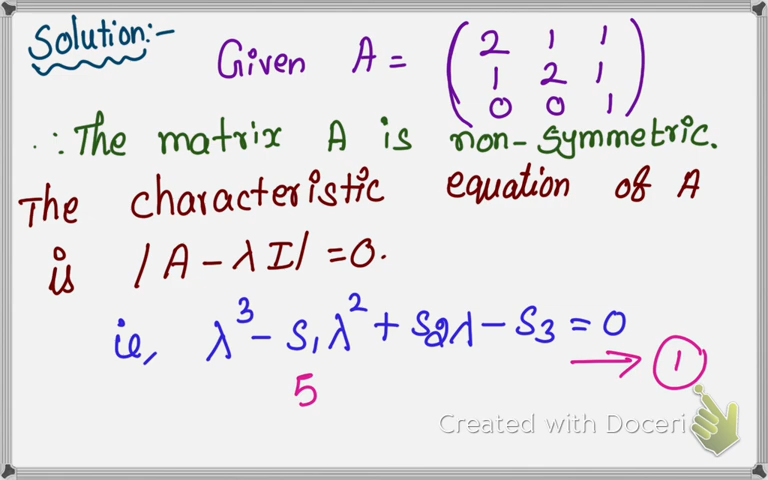 Solution:-
Given A = ( 2 1 1
1 2 1
0 0 1 )
∴ The matrix A is non-symmetric.
The characteristic equation of A
is |A - λI| = 0.
ie, λ³ - S₁λ² + S₂λ - S₃ = 0
→ ①
5
Created with Doceri